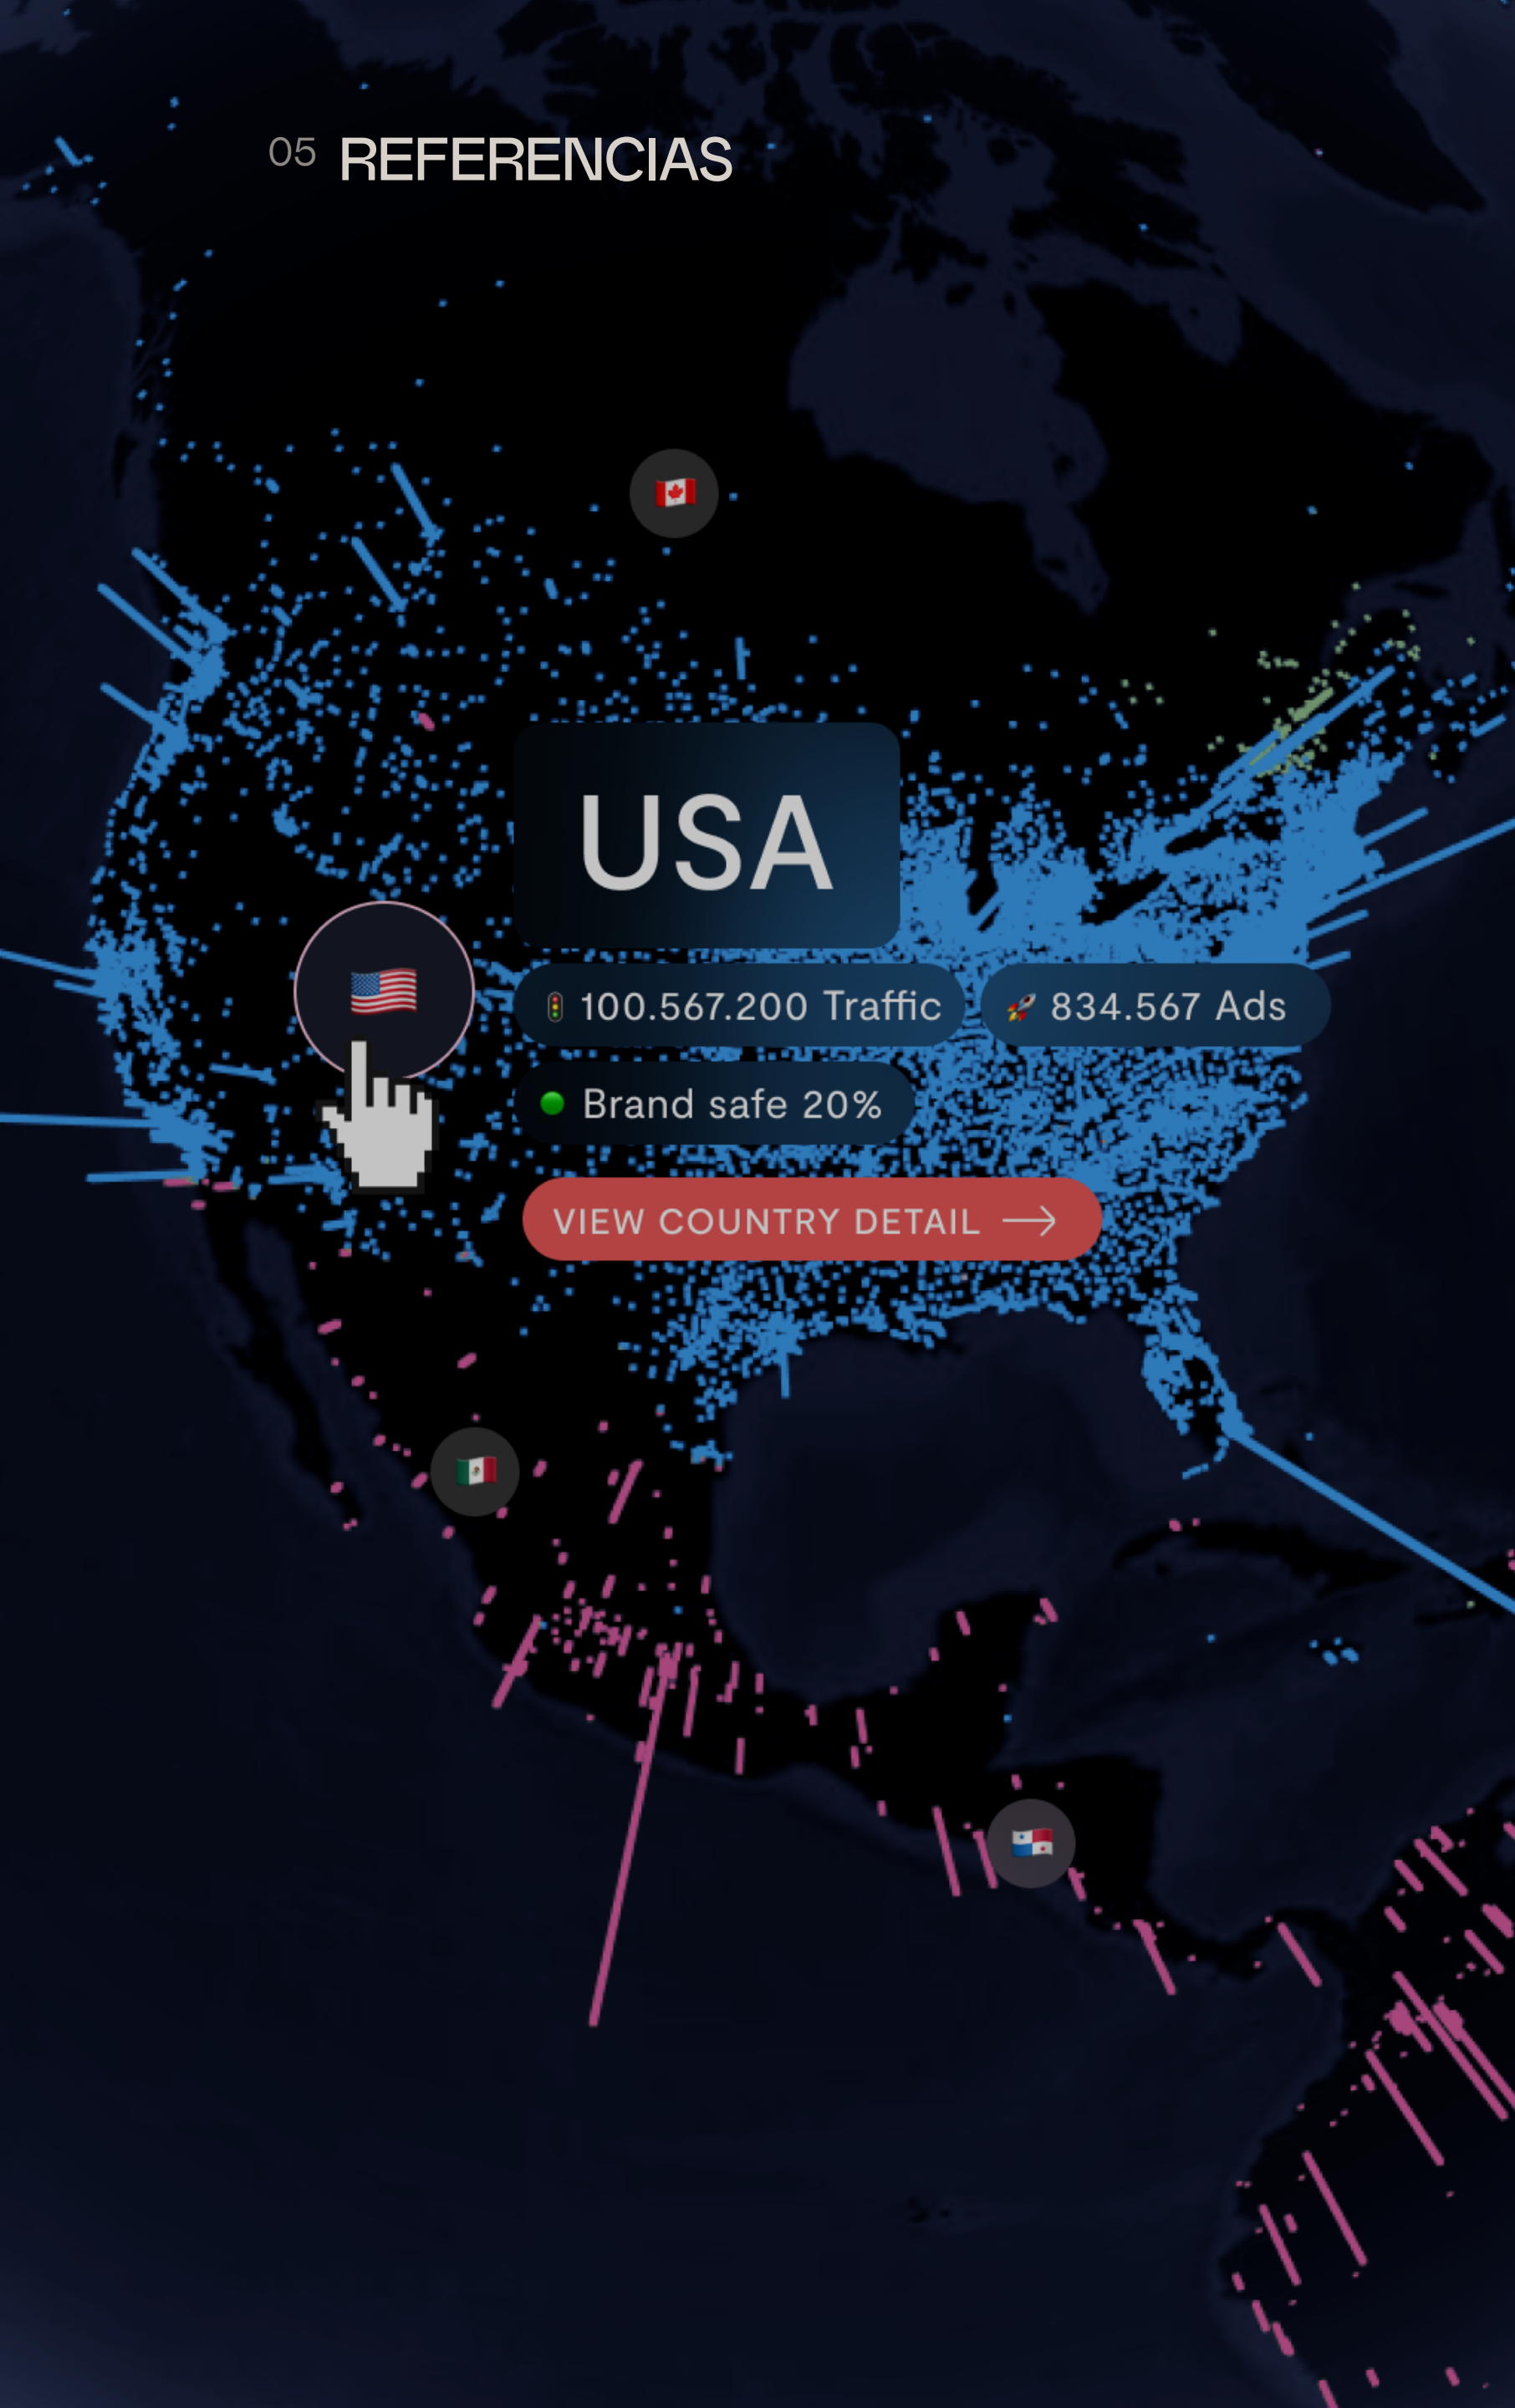 05 REFERENCIAS
USA
100.567.200 Traffic
834.567 Ads
Brand safe 20%
VIEW COUNTRY DETAIL